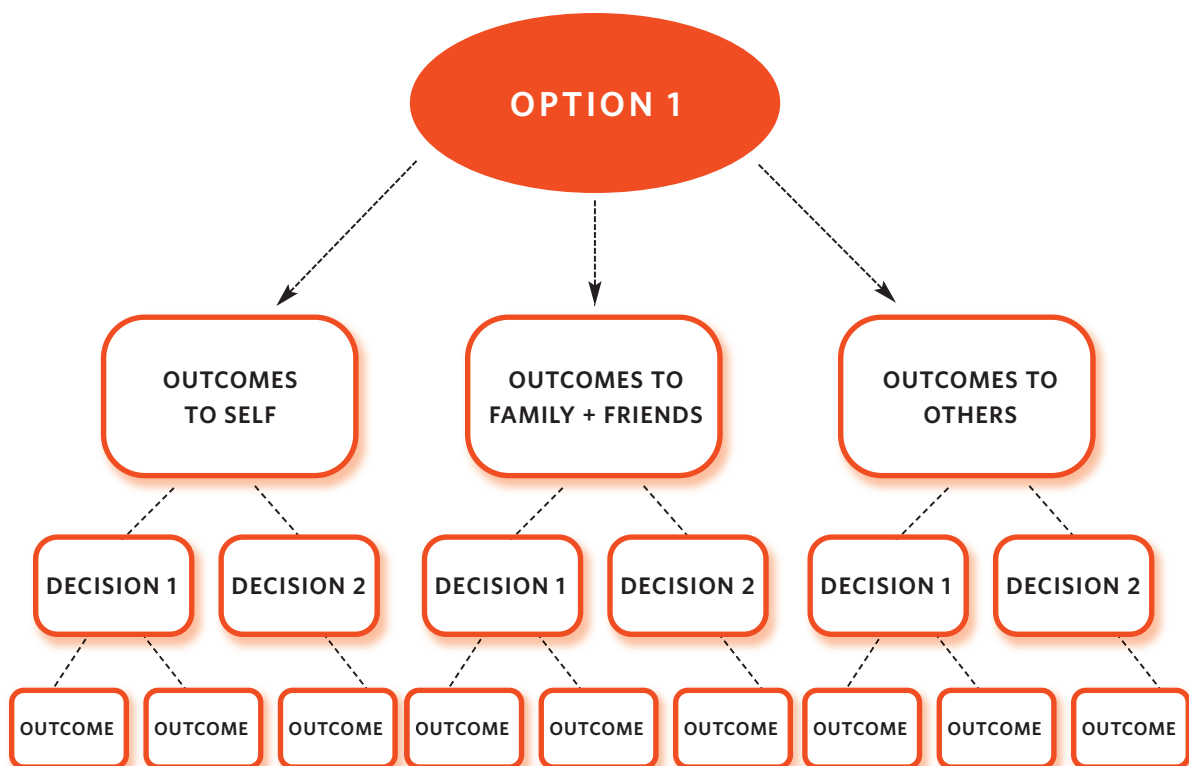 OPTION 1
OUTCOMES
TO SELF
OUTCOMES TO
FAMILY + FRIENDS
OUTCOMES TO
OTHERS
DECISION 1
DECISION 2
DECISION 1
DECISION 2
DECISION 1
DECISION 2
OUTCOME
OUTCOME
OUTCOME
OUTCOME
OUTCOME
OUTCOME
OUTCOME
OUTCOME
OUTCOME